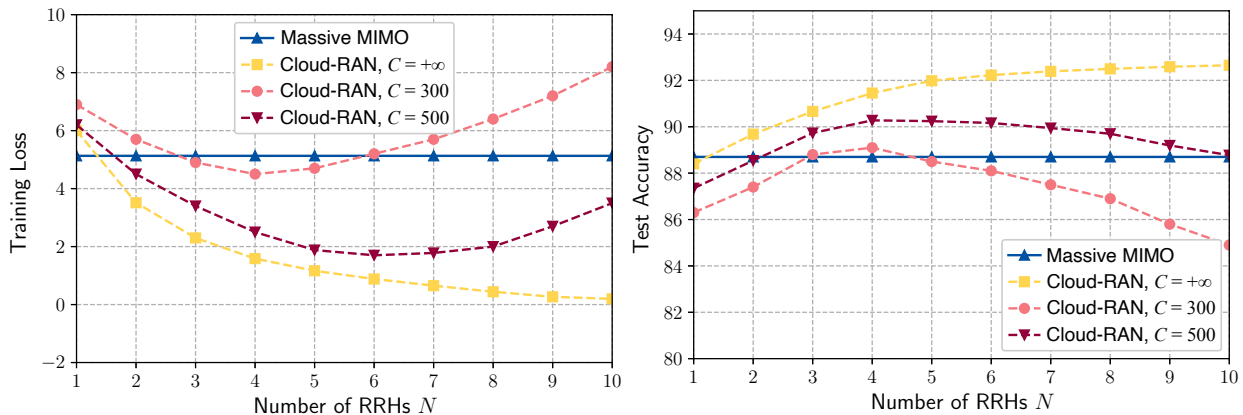 10
8
6
4
2
0
−2
1 2 3 4 5 6 7 8 9 10
Training Loss
Number of RRHs N
Massive MIMO
Cloud-RAN, C = +∞
Cloud-RAN, C = 300
Cloud-RAN, C = 500
94
92
90
88
86
84
82
80
1 2 3 4 5 6 7 8 9 10
Test Accuracy
Number of RRHs N
Massive MIMO
Cloud-RAN, C = +∞
Cloud-RAN, C = 300
Cloud-RAN, C = 500